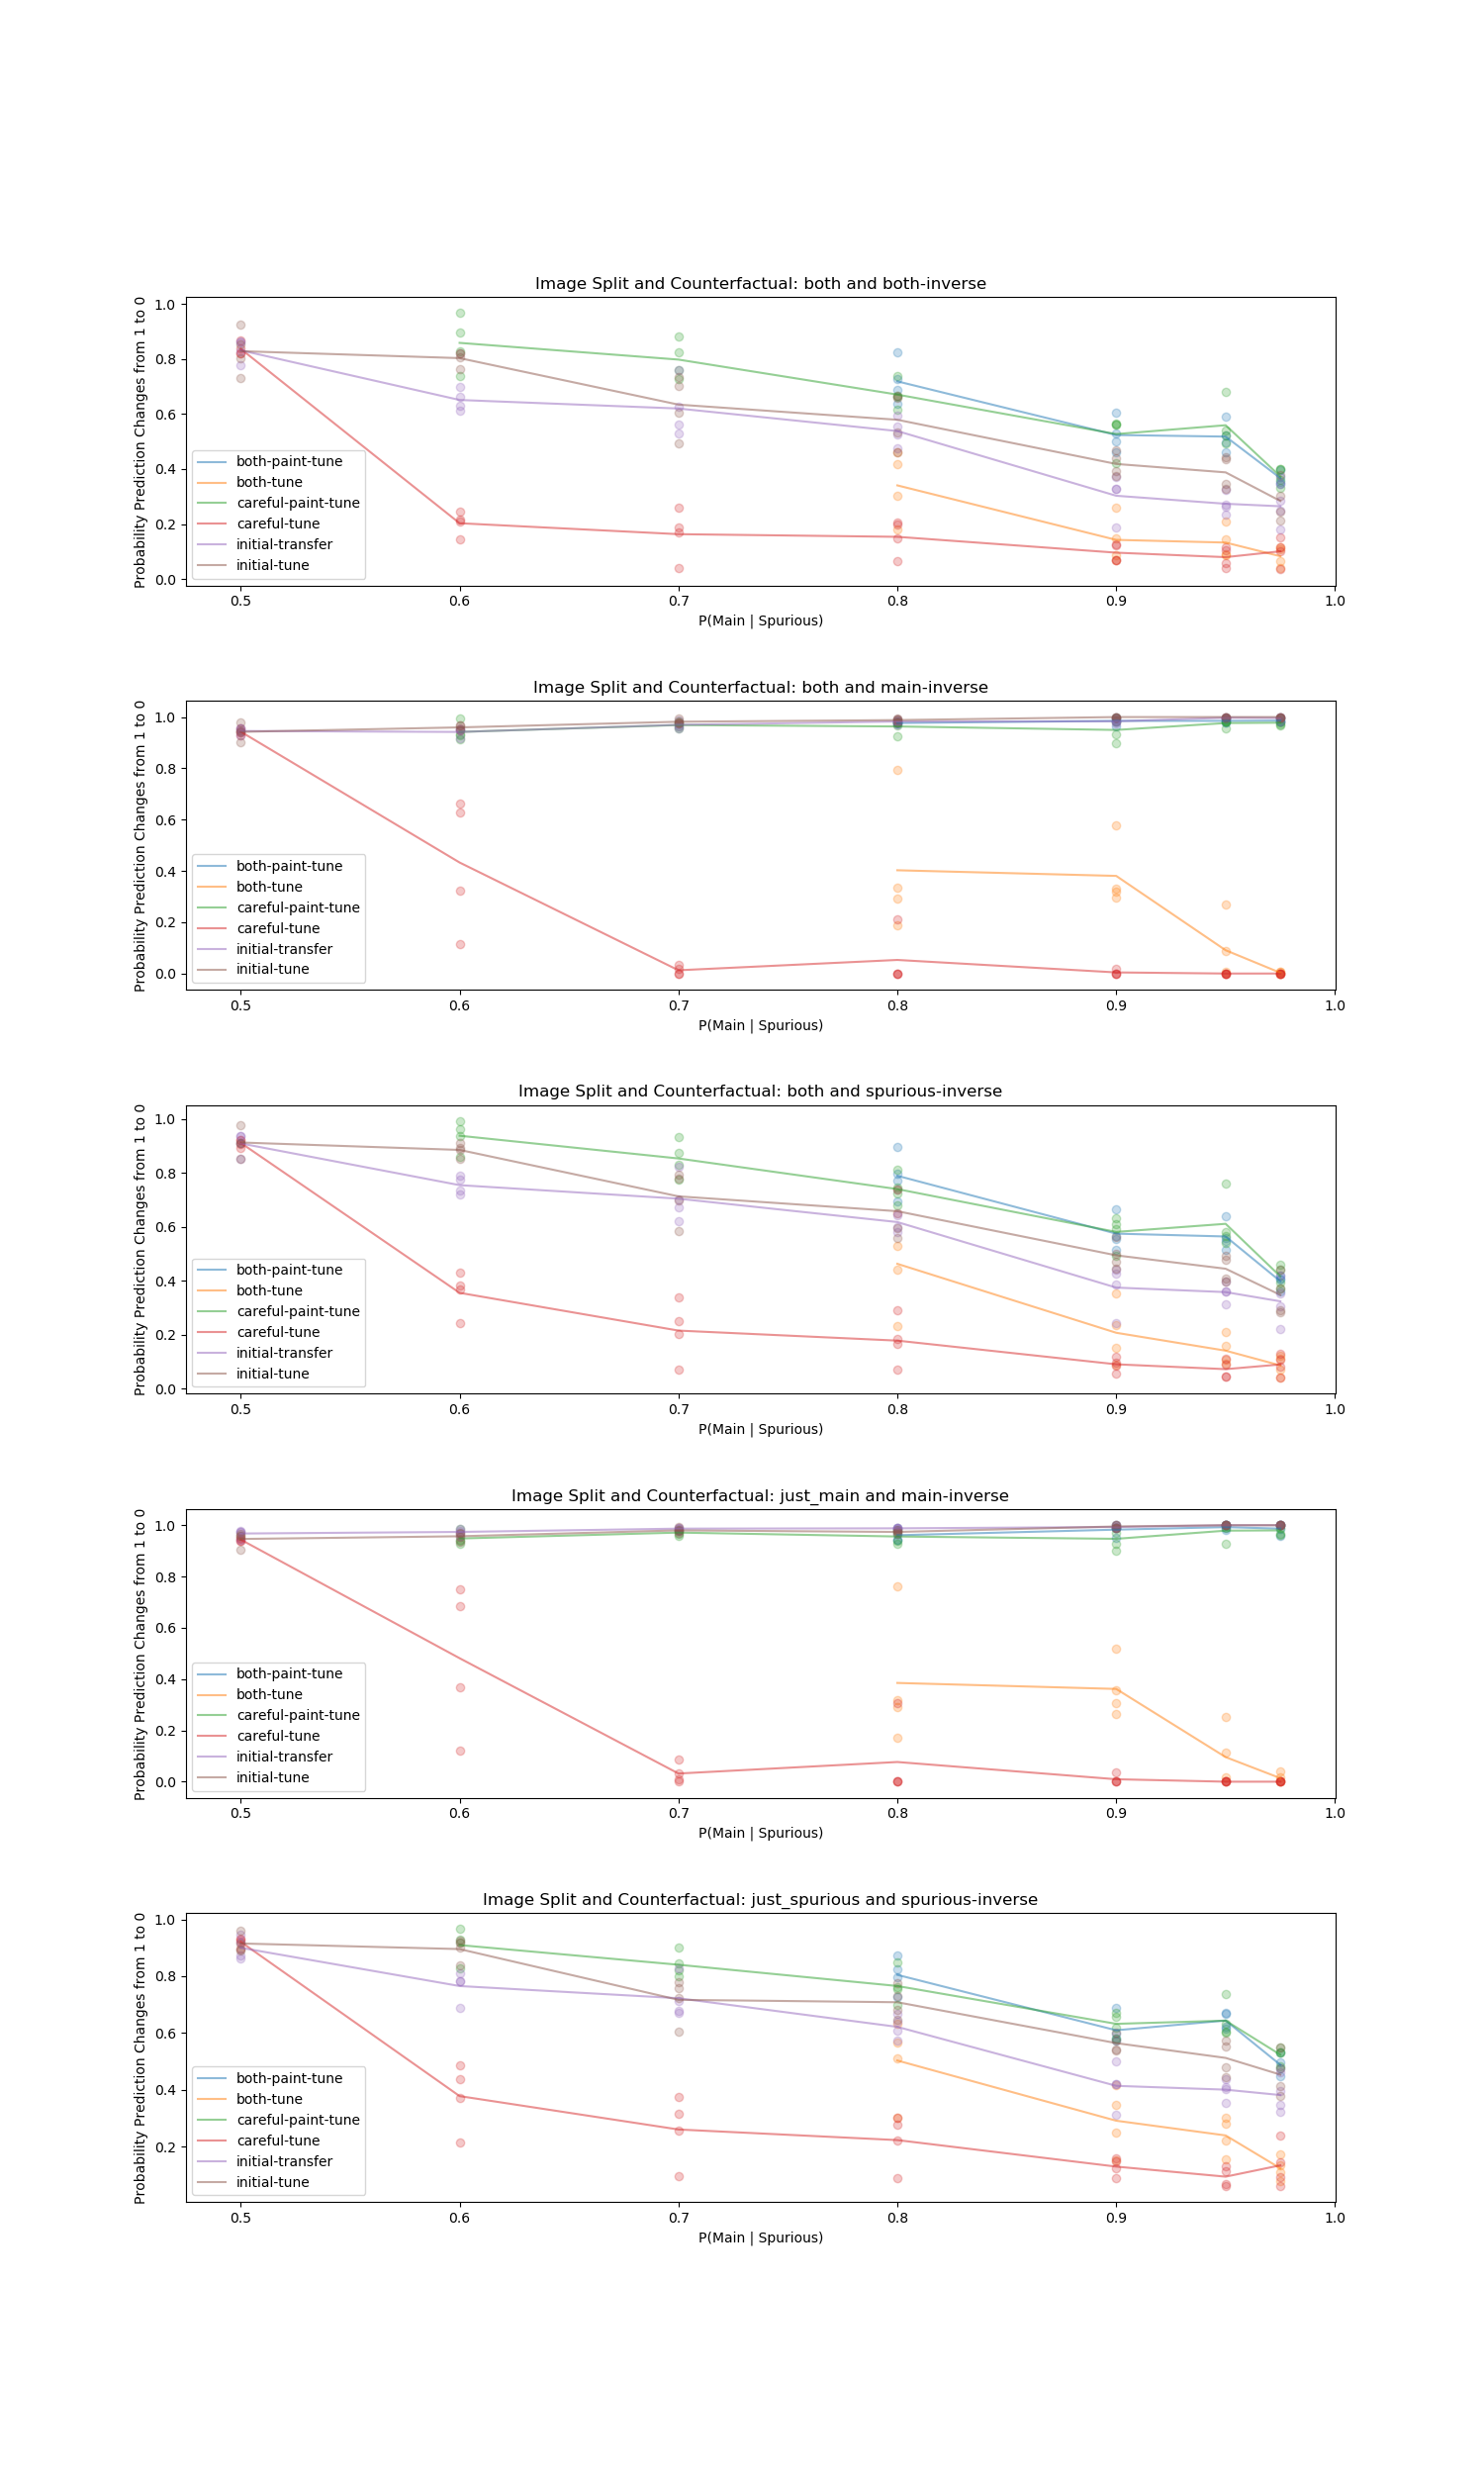 Image Split and Counterfactual: both and both-inverse
Probability Prediction Changes from 1 to 0
1.0
0.8
0.6
0.4
0.2
0.0
both-paint-tune
both-tune
careful-paint-tune
careful-tune
initial-transfer
initial-tune
0.5 0.6 0.7 0.8 0.9 1.0
P(Main | Spurious)
Image Split and Counterfactual: both and main-inverse
Probability Prediction Changes from 1 to 0
1.0
0.8
0.6
0.4
0.2
0.0
both-paint-tune
both-tune
careful-paint-tune
careful-tune
initial-transfer
initial-tune
0.5 0.6 0.7 0.8 0.9 1.0
P(Main | Spurious)
Image Split and Counterfactual: both and spurious-inverse
Probability Prediction Changes from 1 to 0
1.0
0.8
0.6
0.4
0.2
0.0
both-paint-tune
both-tune
careful-paint-tune
careful-tune
initial-transfer
initial-tune
0.5 0.6 0.7 0.8 0.9 1.0
P(Main | Spurious)
Image Split and Counterfactual: just_main and main-inverse
Probability Prediction Changes from 1 to 0
1.0
0.8
0.6
0.4
0.2
0.0
both-paint-tune
both-tune
careful-paint-tune
careful-tune
initial-transfer
initial-tune
0.5 0.6 0.7 0.8 0.9 1.0
P(Main | Spurious)
Image Split and Counterfactual: just_spurious and spurious-inverse
Probability Prediction Changes from 1 to 0
1.0
0.8
0.6
0.4
0.2
both-paint-tune
both-tune
careful-paint-tune
careful-tune
initial-transfer
initial-tune
0.5 0.6 0.7 0.8 0.9 1.0
P(Main | Spurious)